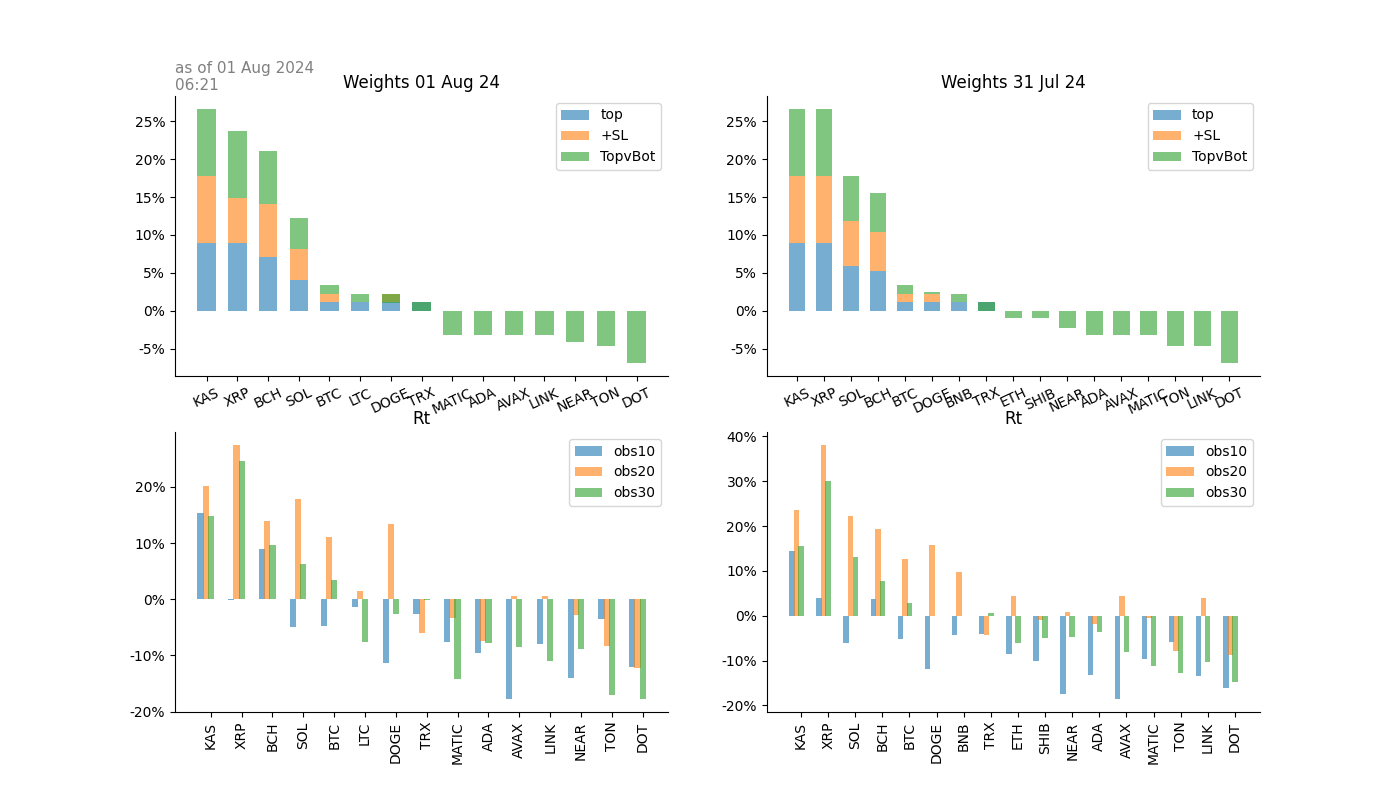 as of 01 Aug 2024
06:21
Weights 01 Aug 24
25%
20%
15%
10%
5%
0%
-5%
top
+SL
TopvBot
KAS XRP BCH SOL BTC LTC DOGE TRX MATIC ADA AVAX LINK NEAR TON DOT
Weights 31 Jul 24
25%
20%
15%
10%
5%
0%
-5%
top
+SL
TopvBot
KAS XRP SOL BCH BTC DOGE BNB TRX ETH SHIB NEAR ADA AVAX MATIC TON LINK DOT
Rt
20%
10%
0%
-10%
-20%
obs10
obs20
obs30
KAS XRP BCH SOL BTC LTC DOGE TRX MATIC ADA AVAX LINK NEAR TON DOT
Rt
40%
30%
20%
10%
0%
-10%
-20%
obs10
obs20
obs30
KAS XRP SOL BCH BTC DOGE BNB TRX ETH SHIB NEAR ADA AVAX MATIC TON LINK DOT